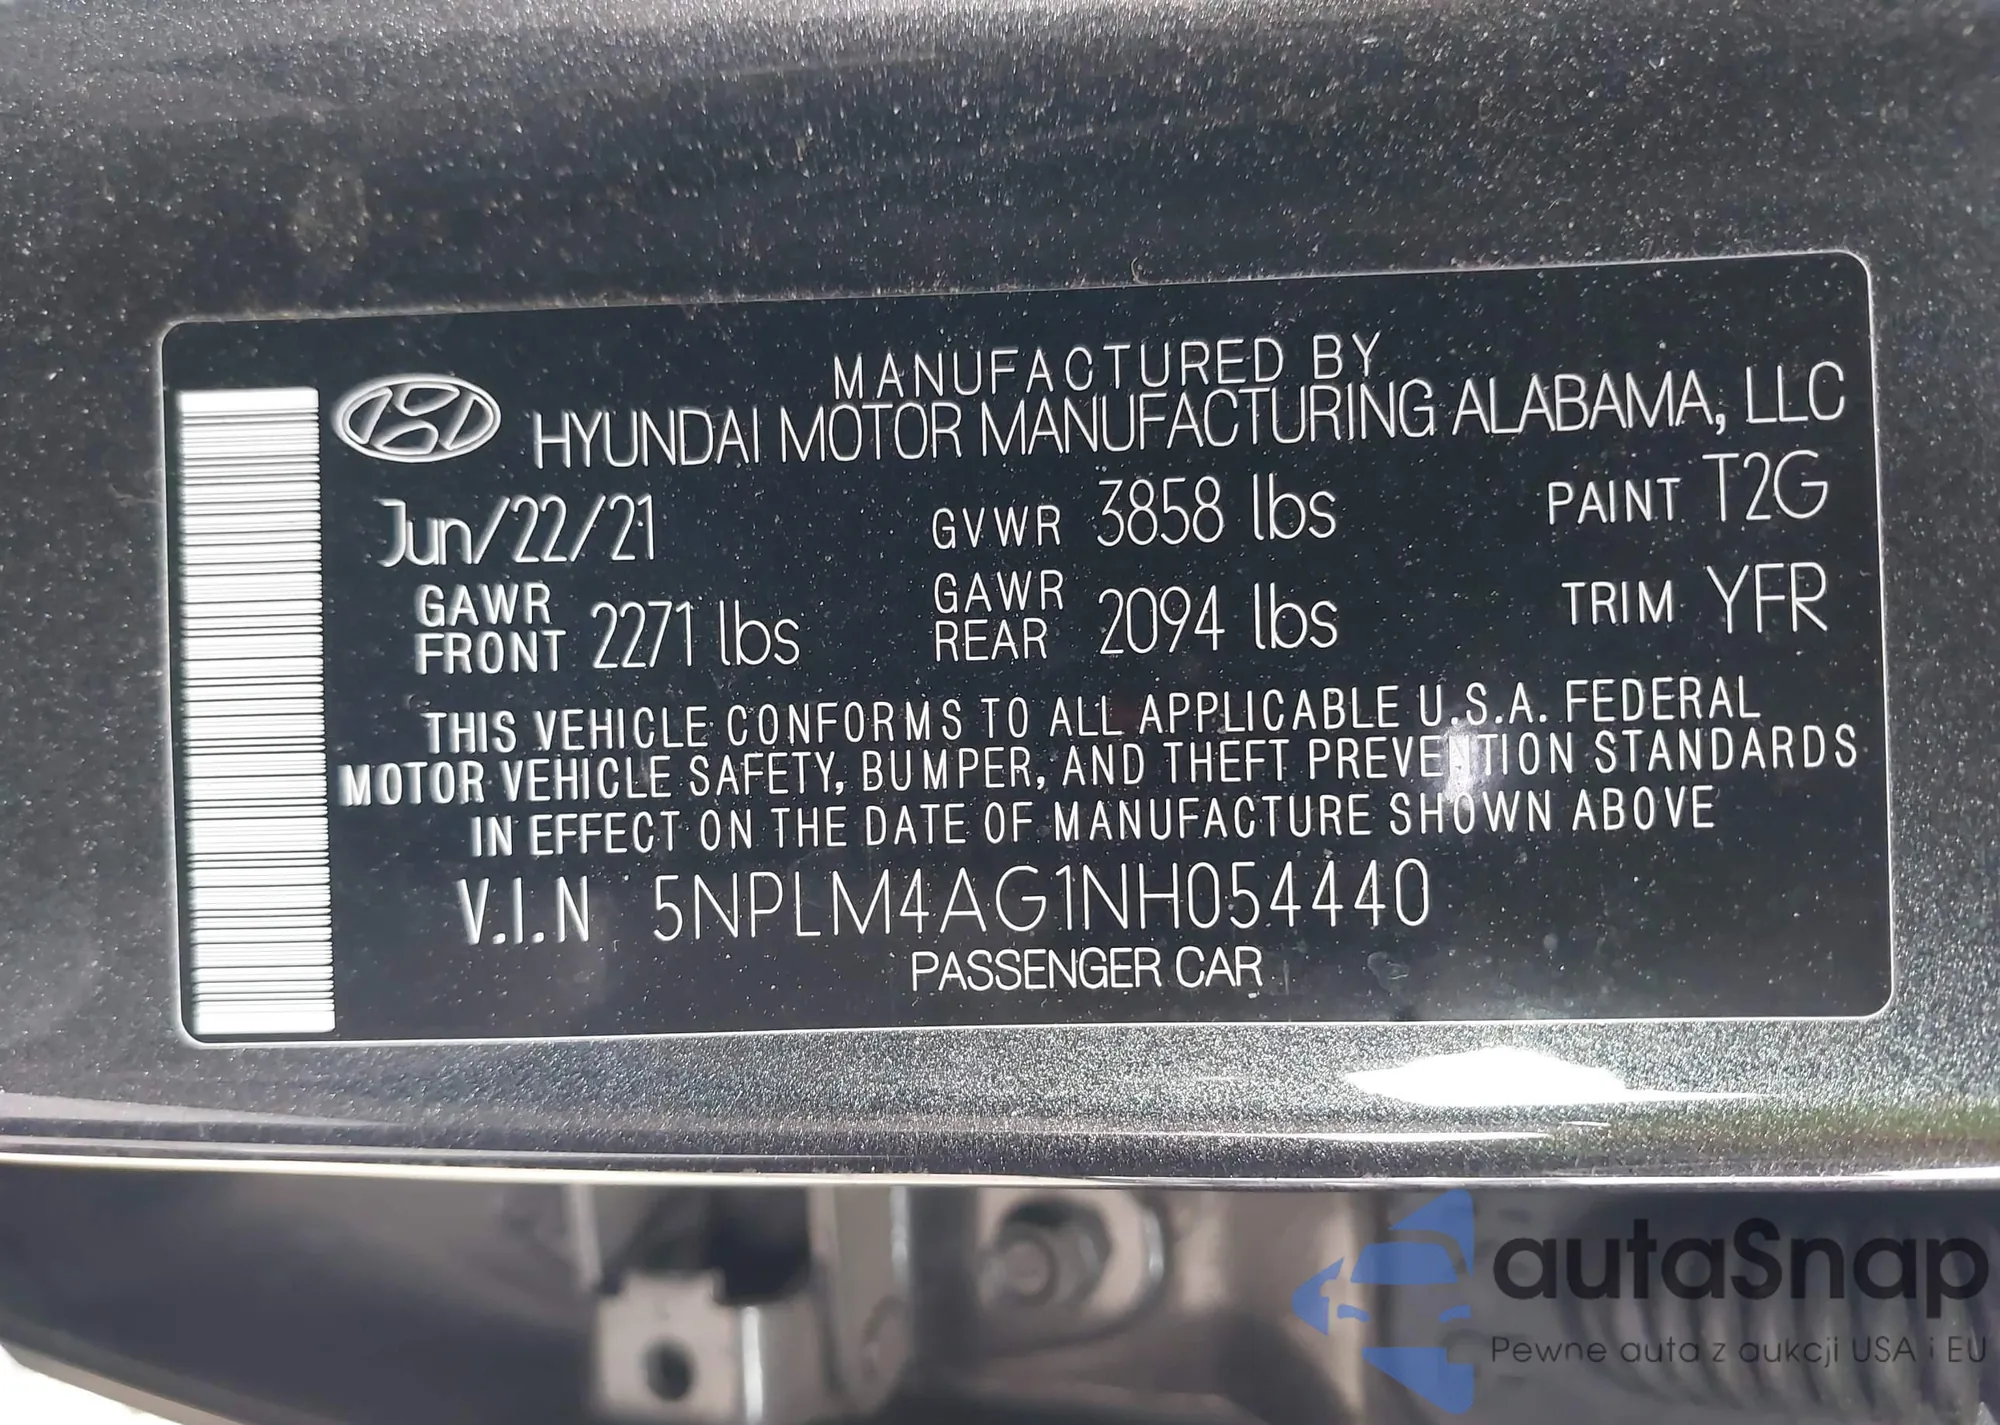 MANUFACTURED BY
HYUNDAI MOTOR MANUFACTURING ALABAMA, LLC
Jun/22/21 GVWR 3858 lbs PAINT T2G
GAWR FRONT 2271 lbs GAWR REAR 2094 lbs TRIM YFR
THIS VEHICLE CONFORMS TO ALL APPLICABLE U.S.A. FEDERAL
MOTOR VEHICLE SAFETY, BUMPER, AND THEFT PREVENTION STANDARDS
IN EFFECT ON THE DATE OF MANUFACTURE SHOWN ABOVE
V.I.N 5NPLM4AG1NH054440
PASSENGER CAR
autaSnap
Pewne auta z aukcji USA i EU